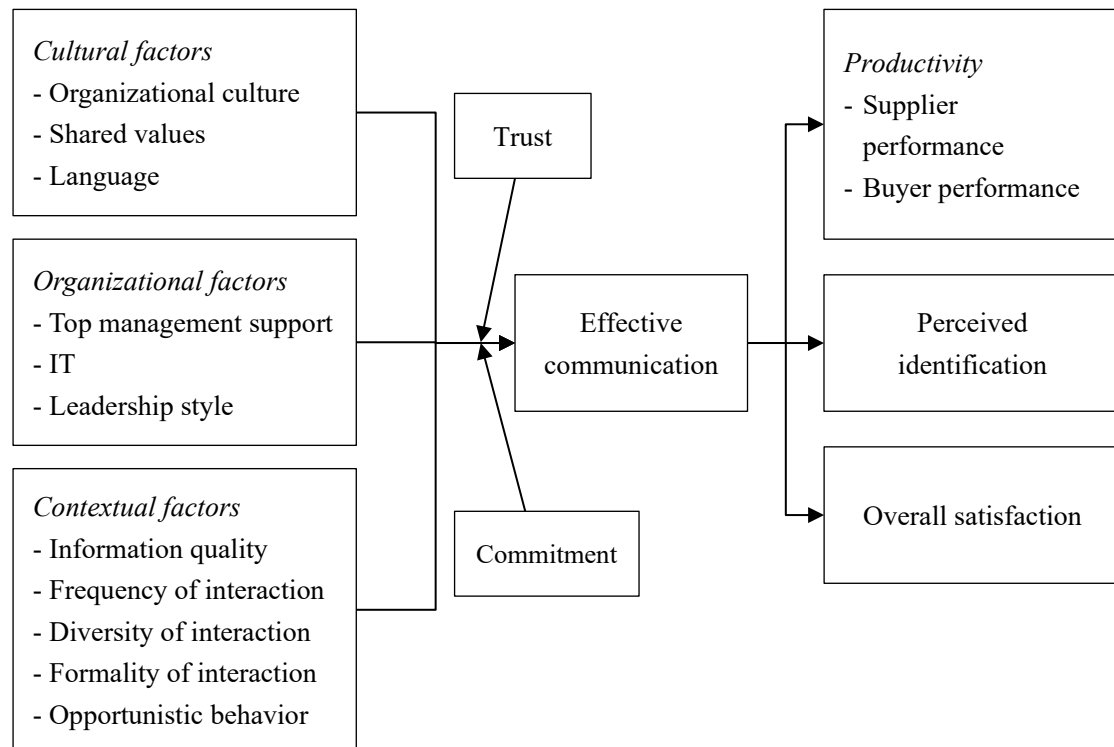 Cultural factors
- Organizational culture
- Shared values
- Language
Organizational factors
- Top management support
- IT
- Leadership style
Contextual factors
- Information quality
- Frequency of interaction
- Diversity of interaction
- Formality of interaction
- Opportunistic behavior
Trust
Commitment
Effective
communication
Productivity
- Supplier
performance
- Buyer performance
Perceived
identification
Overall satisfaction